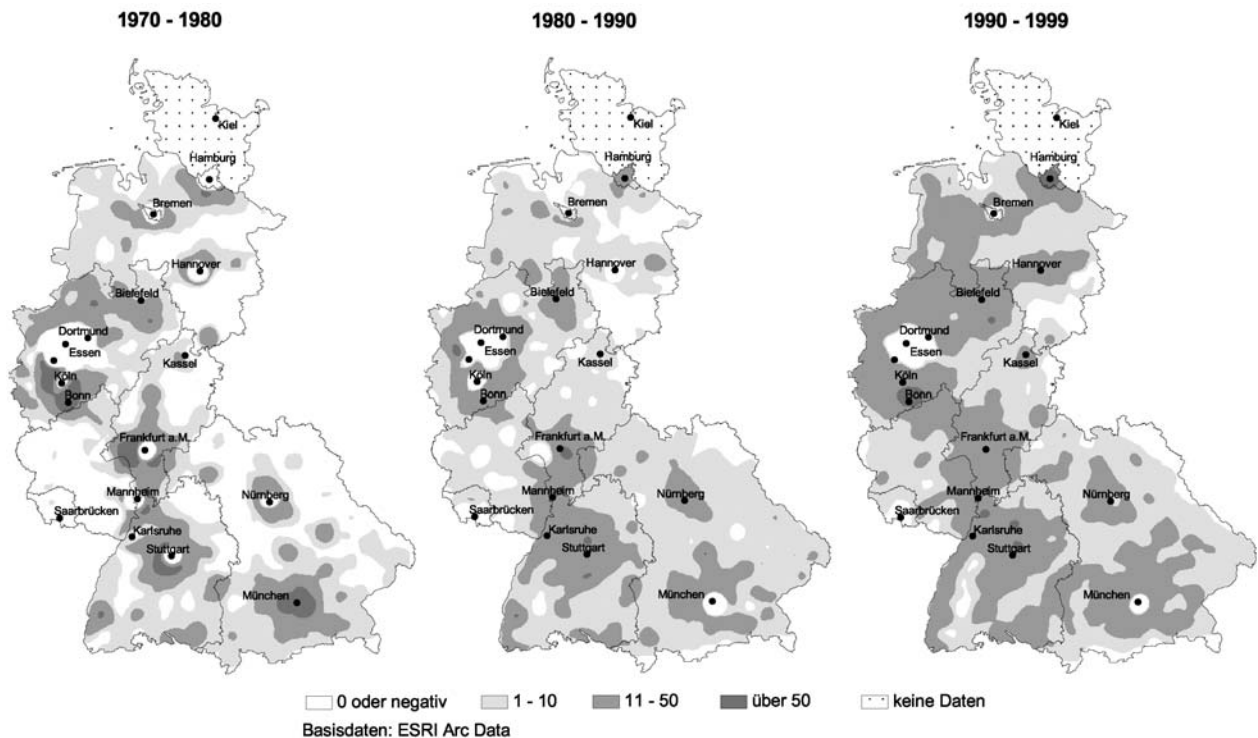 1970 - 1980
1980 - 1990
1990 - 1999
Kiel
Hamburg
Bremen
Hannover
Bielefeld
Dortmund
Essen
Kassel
Köln
Bonn
Frankfurt a.M.
Mannheim
Nürnberg
Saarbrücken
Karlsruhe
Stuttgart
München
Kiel
Hamburg
Bremen
Hannover
Bielefeld
Dortmund
Essen
Kassel
Köln
Bonn
Frankfurt a.M.
Mannheim
Nürnberg
Saarbrücken
Karlsruhe
Stuttgart
München
Kiel
Hamburg
Bremen
Hannover
Bielefeld
Dortmund
Essen
Kassel
Köln
Bonn
Frankfurt a.M.
Mannheim
Nürnberg
Saarbrücken
Karlsruhe
Stuttgart
München
0 oder negativ 1 - 10 11 - 50 über 50 keine Daten
Basisdaten: ESRI Arc Data